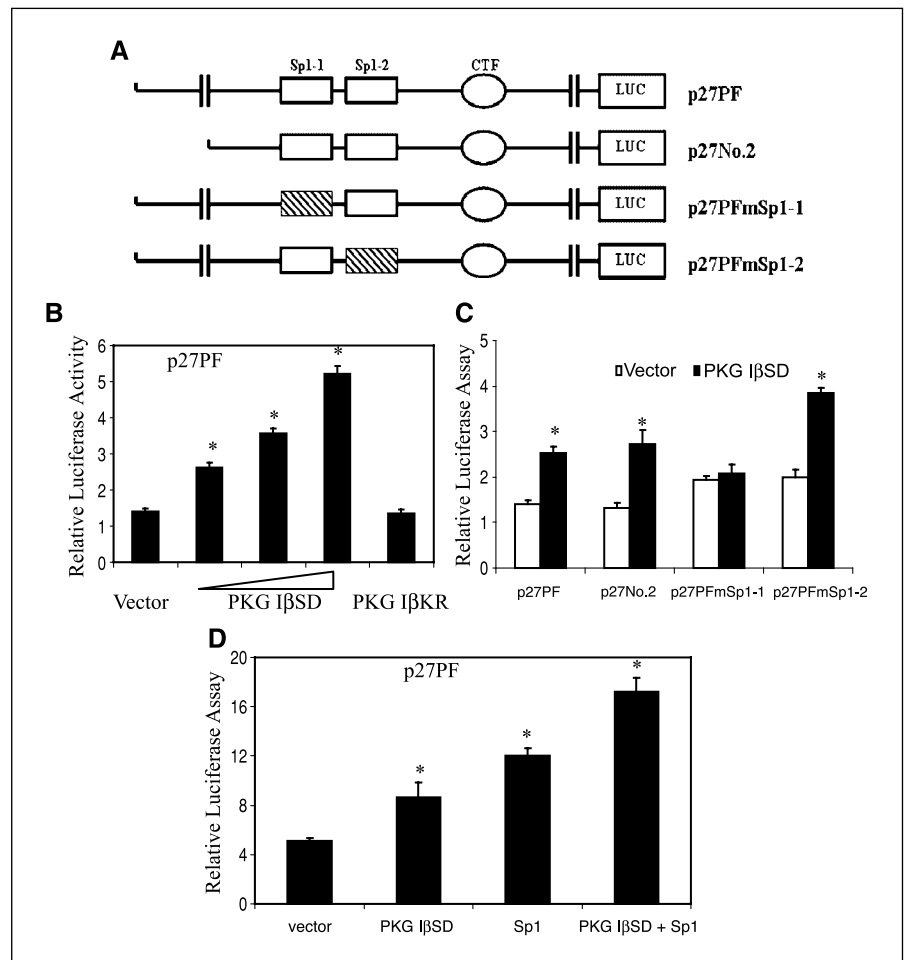 A
Sp1-1 Sp1-2 CTF
LUC p27PF
LUC p27No.2
LUC p27PFmSp1-1
LUC p27PFmSp1-2
B
p27PF
Relative Luciferase Activity
6
5
4
3
2
1
0
*
*
*
Vector PKG IβSD PKG IβKR
C
Relative Luciferase Assay
5
4
3
2
1
0
Vector PKG IβSD
*
*
*
p27PF p27No.2 p27PFmSp1-1 p27PFmSp1-2
D
p27PF
Relative Luciferase Assay
20
16
12
8
4
0
*
*
*
vector PKG IβSD Sp1 PKG IβSD + Sp1